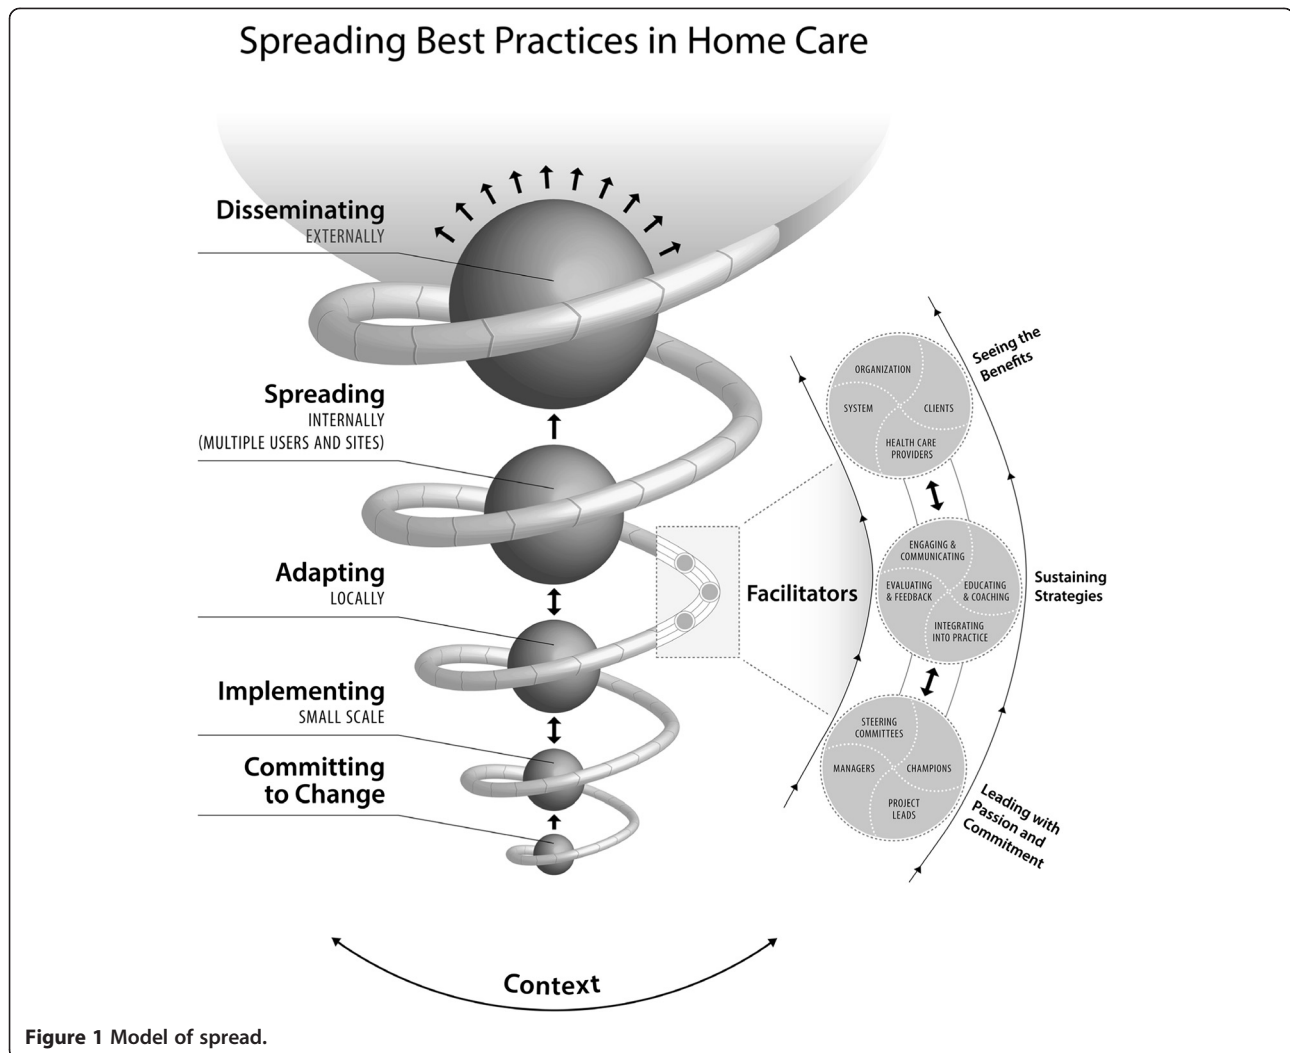 Spreading Best Practices in Home Care
Disseminating
EXTERNALLY
Spreading
INTERNALLY
(MULTIPLE USERS AND SITES)
Adapting
LOCALLY
Implementing
SMALL SCALE
Committing
to Change
Facilitators
ORGANIZATION
SYSTEM
CLIENTS
HEALTH CARE
PROVIDERS
Seeing the
Benefits
ENGAGING &
COMMUNICATING
EVALUATING
& FEEDBACK
EDUCATING
& COACHING
INTEGRATING
INTO PRACTICE
Sustaining
Strategies
STEERING
COMMITTEES
MANAGERS
CHAMPIONS
PROJECT
LEADS
Leading with
Passion and
Commitment
Context
Figure 1 Model of spread.